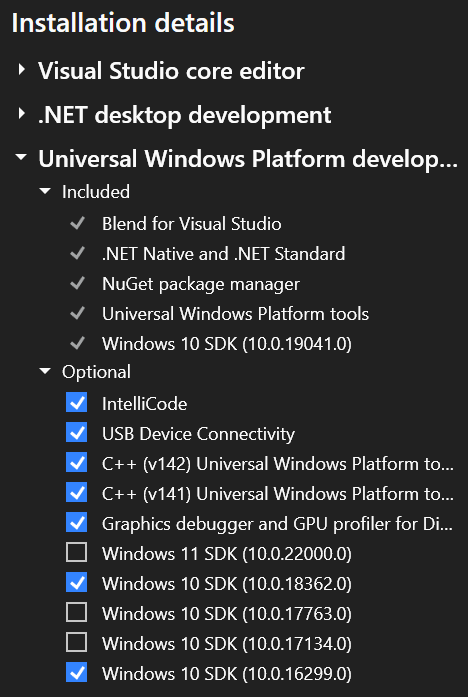 Installation details
Visual Studio core editor
.NET desktop development
Universal Windows Platform develop...
Included
Blend for Visual Studio
.NET Native and .NET Standard
NuGet package manager
Universal Windows Platform tools
Windows 10 SDK (10.0.19041.0)
Optional
IntelliCode
USB Device Connectivity
C++ (v142) Universal Windows Platform to...
C++ (v141) Universal Windows Platform to...
Graphics debugger and GPU profiler for Di...
Windows 11 SDK (10.0.22000.0)
Windows 10 SDK (10.0.18362.0)
Windows 10 SDK (10.0.17763.0)
Windows 10 SDK (10.0.17134.0)
Windows 10 SDK (10.0.16299.0)